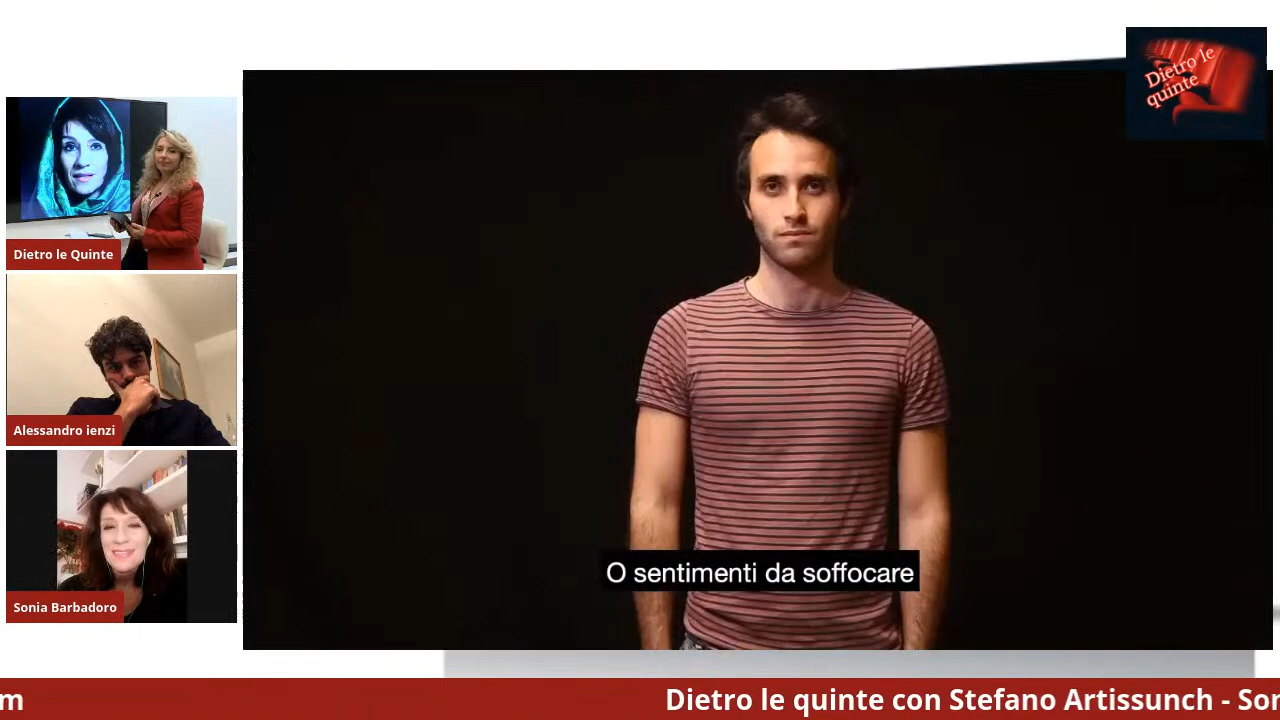 Dietro le
quinte
Dietro le Quinte
Alessandro ienzi
Sonia Barbadoro
O sentimenti da soffocare
m
Dietro le quinte con Stefano Artissunch - Sor